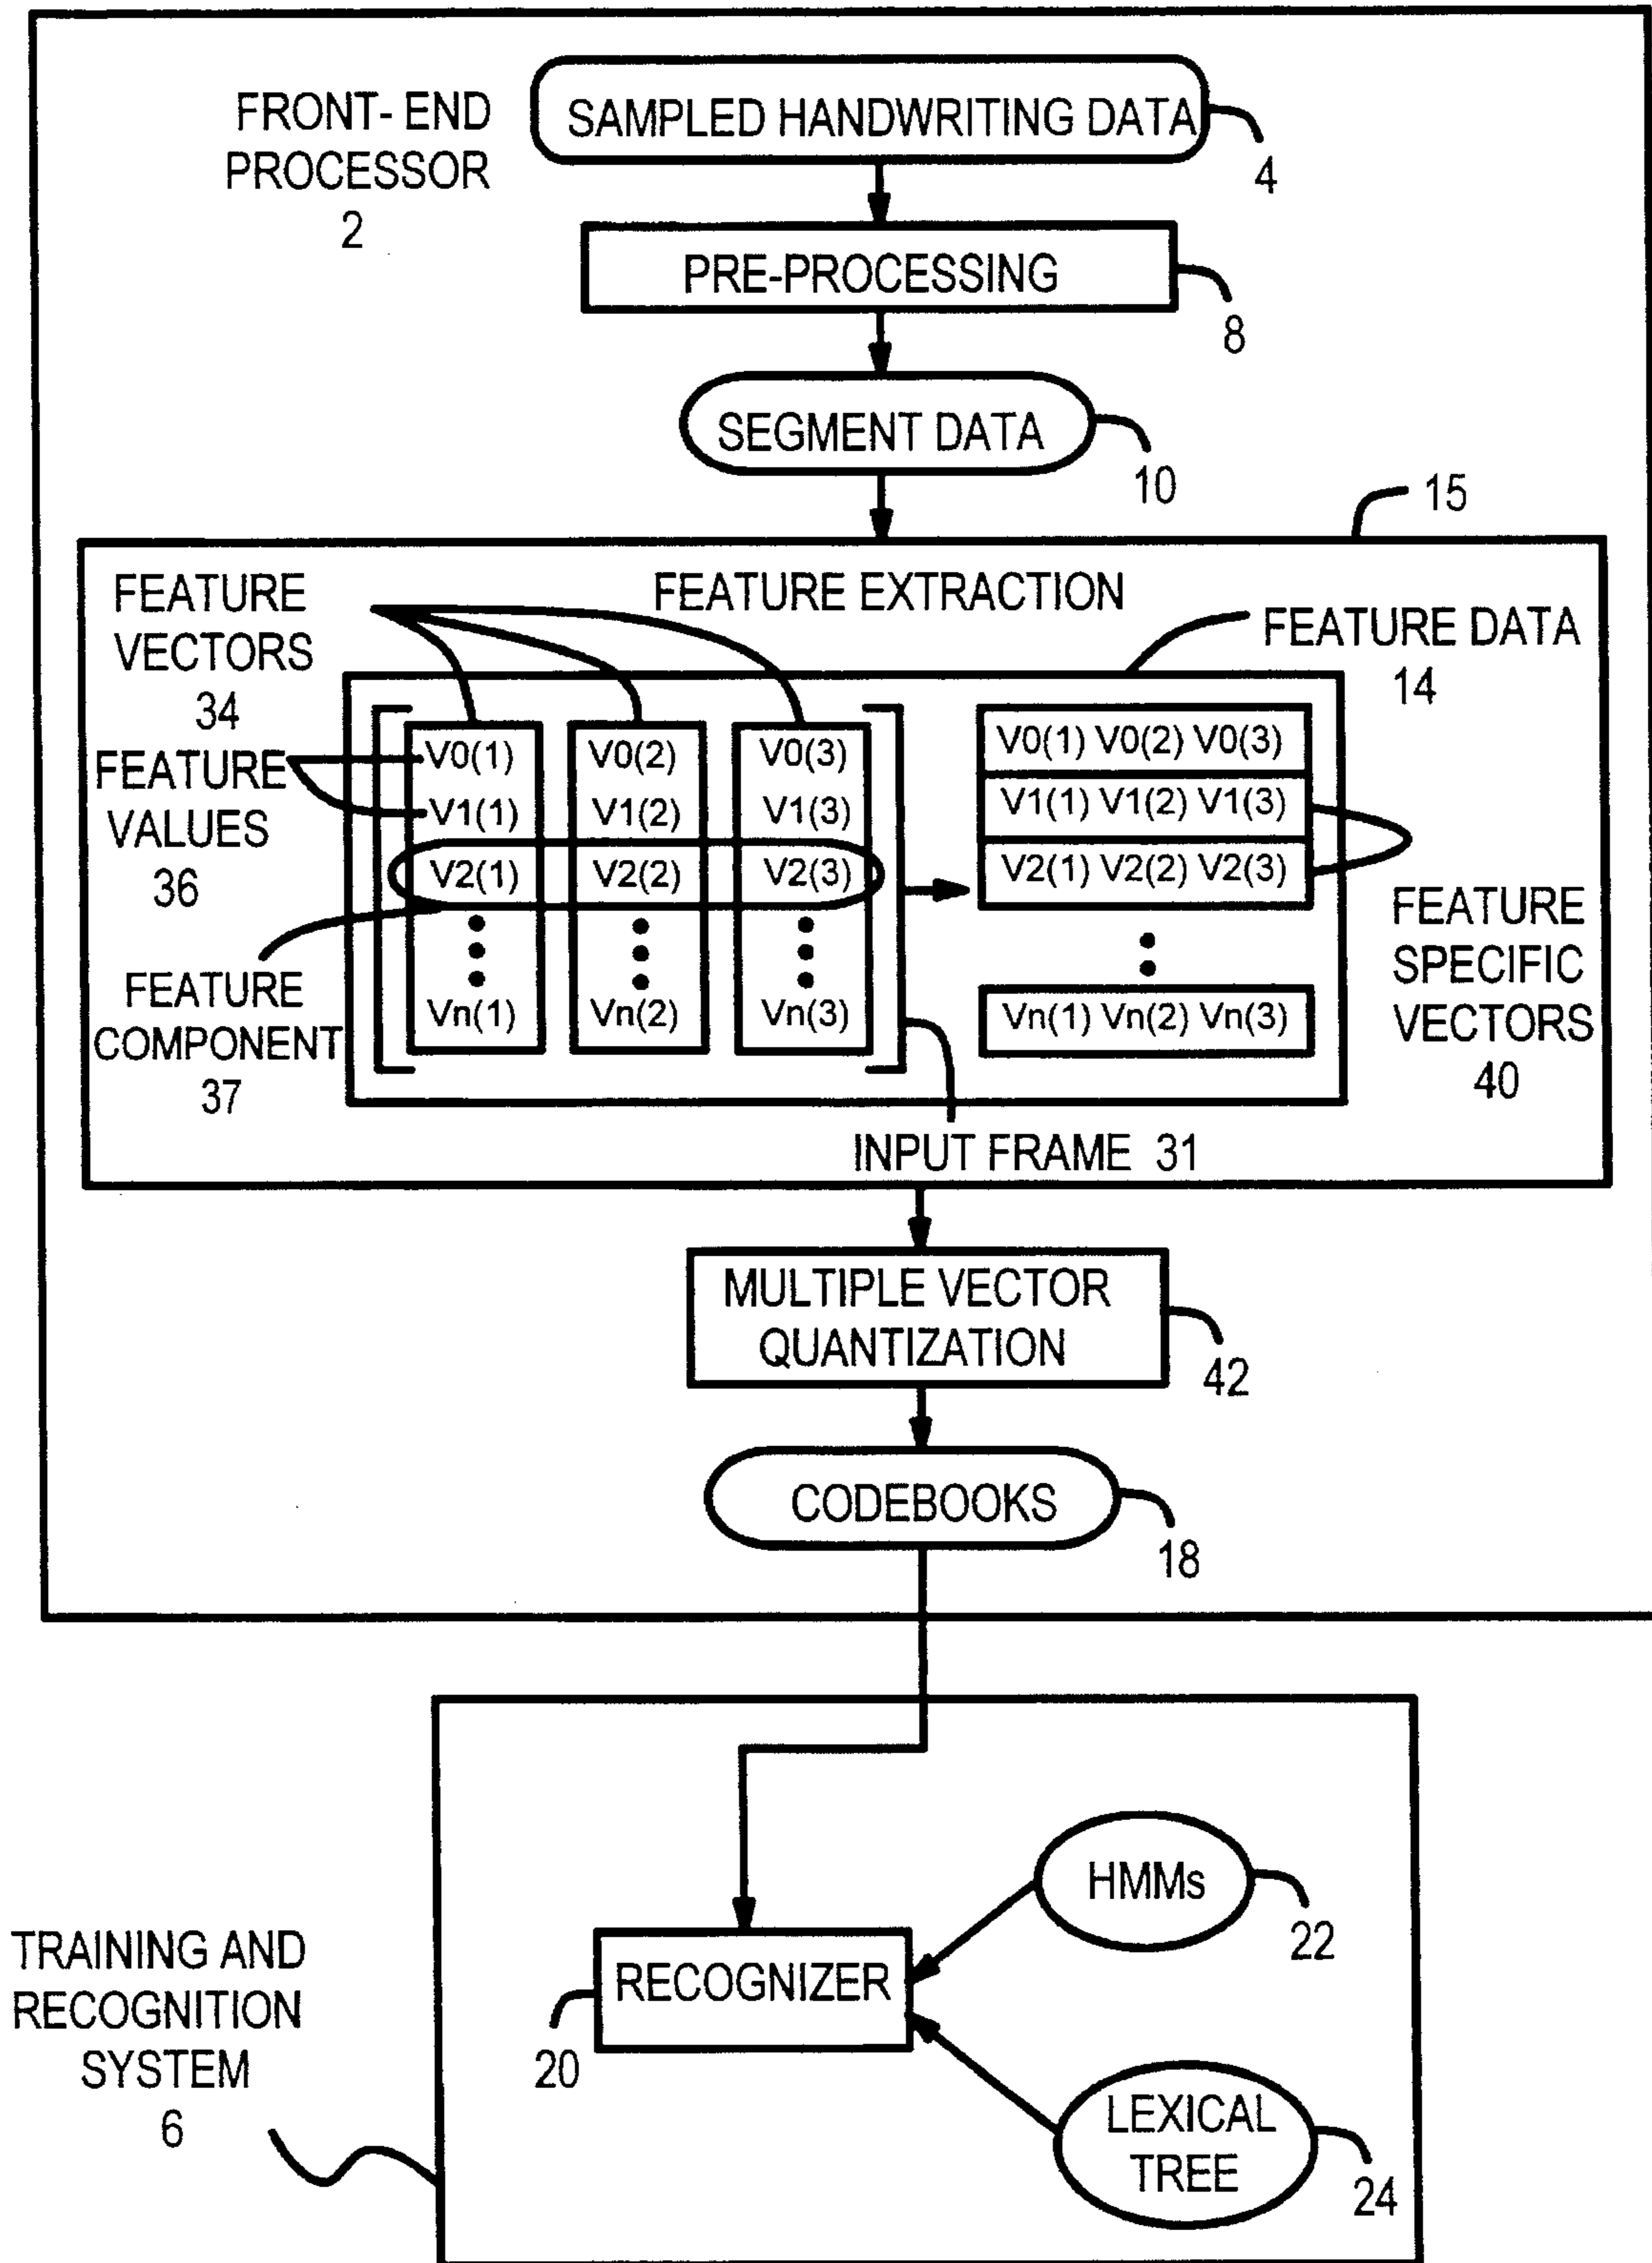 FRONT- END
PROCESSOR
2
SAMPLED HANDWRITING DATA
4
PRE-PROCESSING
8
SEGMENT DATA
10
15
FEATURE EXTRACTION
FEATURE
VECTORS
34
FEATURE DATA
14
FEATURE
VALUES
36
V0(1) V0(2) V0(3)
V1(1) V1(2) V1(3)
V2(1) V2(2) V2(3)
Vn(1) Vn(2) Vn(3)
FEATURE
COMPONENT
37
V0(1) V0(2) V0(3)
V1(1) V1(2) V1(3)
V2(1) V2(2) V2(3)
Vn(1) Vn(2) Vn(3)
FEATURE
SPECIFIC
VECTORS
40
INPUT FRAME 31
MULTIPLE VECTOR
QUANTIZATION
42
CODEBOOKS
18
TRAINING AND
RECOGNITION
SYSTEM
6
RECOGNIZER
20
HMMs
22
LEXICAL
TREE
24